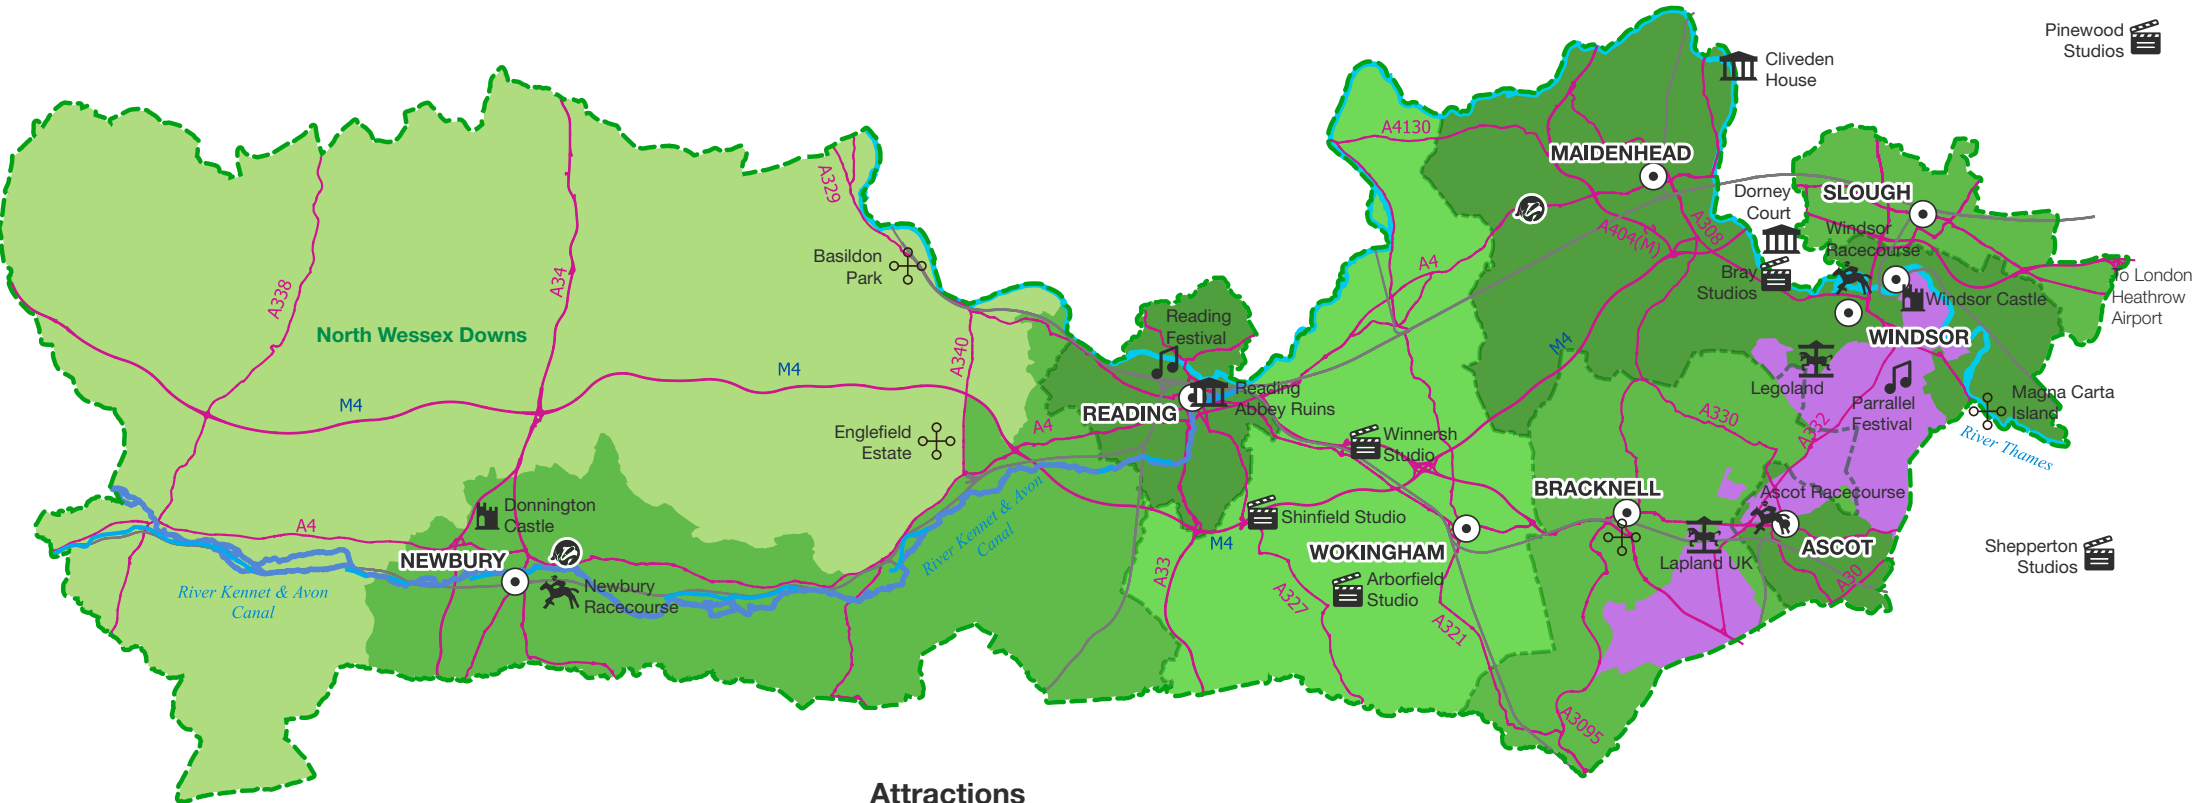 Pinewood
Studios
Cliveden
House
A4130
MAIDENHEAD
A329
Dorney
Court
SLOUGH
A308
A404(M)
Windsor
Racecourse
Basildon
Park
A4
A34
A338
Bray
Studios
o London
Heathrow
Airport
Windsor Castle
North Wessex Downs
Reading
Festival
WINDSOR
M4
A340
M4
M4
Legoland
Reading
Abbey Ruins
Magna Carta
Island
READING
Parrallel
Festival
A330
A332
A4
Englefield
Estate
Winnersh
Studio
River Thames
BRACKNELL
Ascot Racecourse
River Kennet & Avon
Canal
Donnington
Castle
Shinfield Studio
A4
M4
WOKINGHAM
ASCOT
Shepperton
Studios
NEWBURY
Lapland UK
A33
A30
Newbury
Racecourse
Arborfield
Studio
River Kennet & Avon
Canal
A327
A321
A3095
Attractions